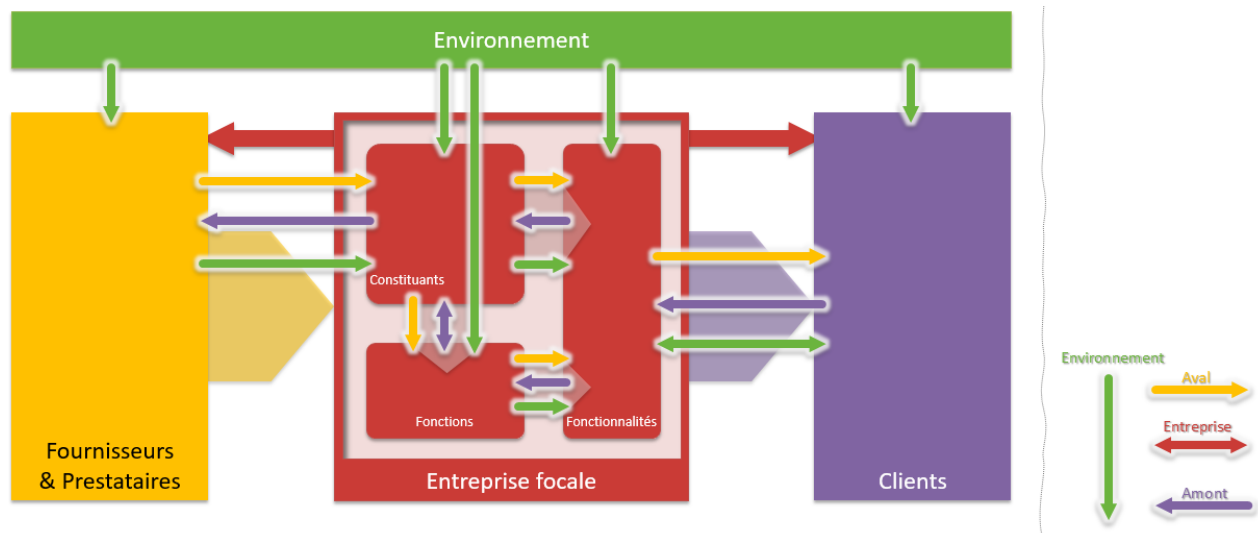 Environnement
Constituants
Fonctions
Fonctionnalités
Fournisseurs
& Prestataires
Entreprise focale
Clients
Environnement
Aval
Entreprise
Amont